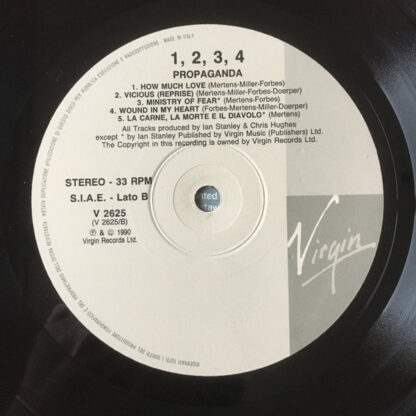 1, 2, 3, 4
PROPAGANDA
1. HOW MUCH LOVE (Mertens-Miller-Forbes)
2. VICIOUS (REPRISE) (Mertens-Miller-Forbes)
3. MINISTRY OF FEAR* (Mertens-Miller-Forbes)
4. WOUND IN MY HEART (Forbes-Mertens-Miller-Doerper)
5. LA CARNE, LA MORTE E IL DIAVOLO* (Mertens)
All Tracks produced by Ian Stanley & Chris Hughes
except * by Ian Stanley Published by Virgin Music (Publishers) Ltd.
The Copyright in this recording is owned by Virgin Records Ltd.
STEREO - 33 RPM
S.I.A.E. - Lato B
V 2625
(V 2625/B)
℗ & © 1990
Virgin Records Ltd.
Virgin
MADE IN ITALY